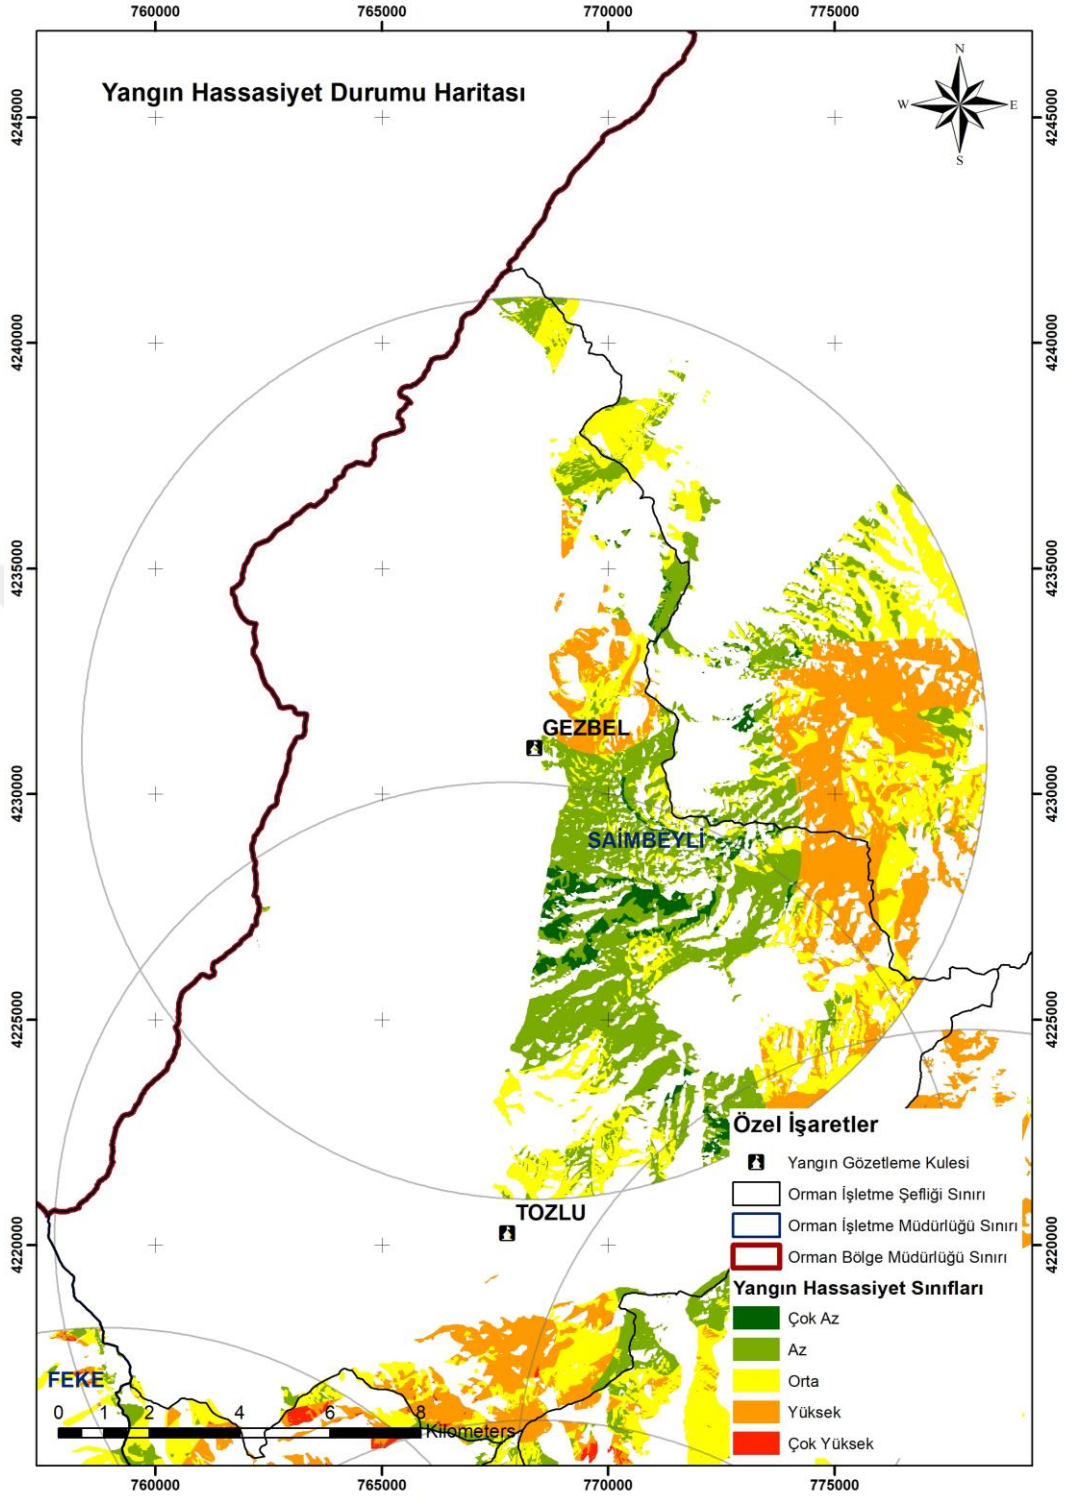 760000 765000 770000 775000
Yangın Hassasiyet Durumu Haritası
N
W E
S
4245000 4245000
4240000 4240000
4235000 4235000
GEZBEL
4230000 4230000
SAİMBEYLİ
4225000 4225000
Özel İşaretler
Yangın Gözetleme Kulesi
Orman İşletme Şefliği Sınırı
TOZLU
Orman İşletme Müdürlüğü Sınırı
4220000 4220000
Orman Bölge Müdürlüğü Sınırı
Yangın Hassasiyet Sınıfları
Çok Az
Az
Orta
Yüksek
Çok Yüksek
FEKE
0 1 2 4 6 8
Kilometers
760000 765000 770000 775000